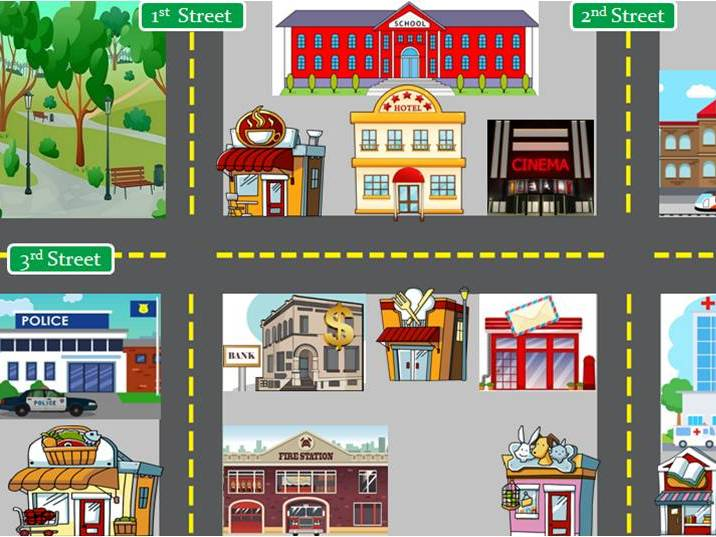 1st Street
2nd Street
SCHOOL
HOTEL
CINEMA
3rd Street
POLICE
POLICE
BANK
$
FIRE STATION